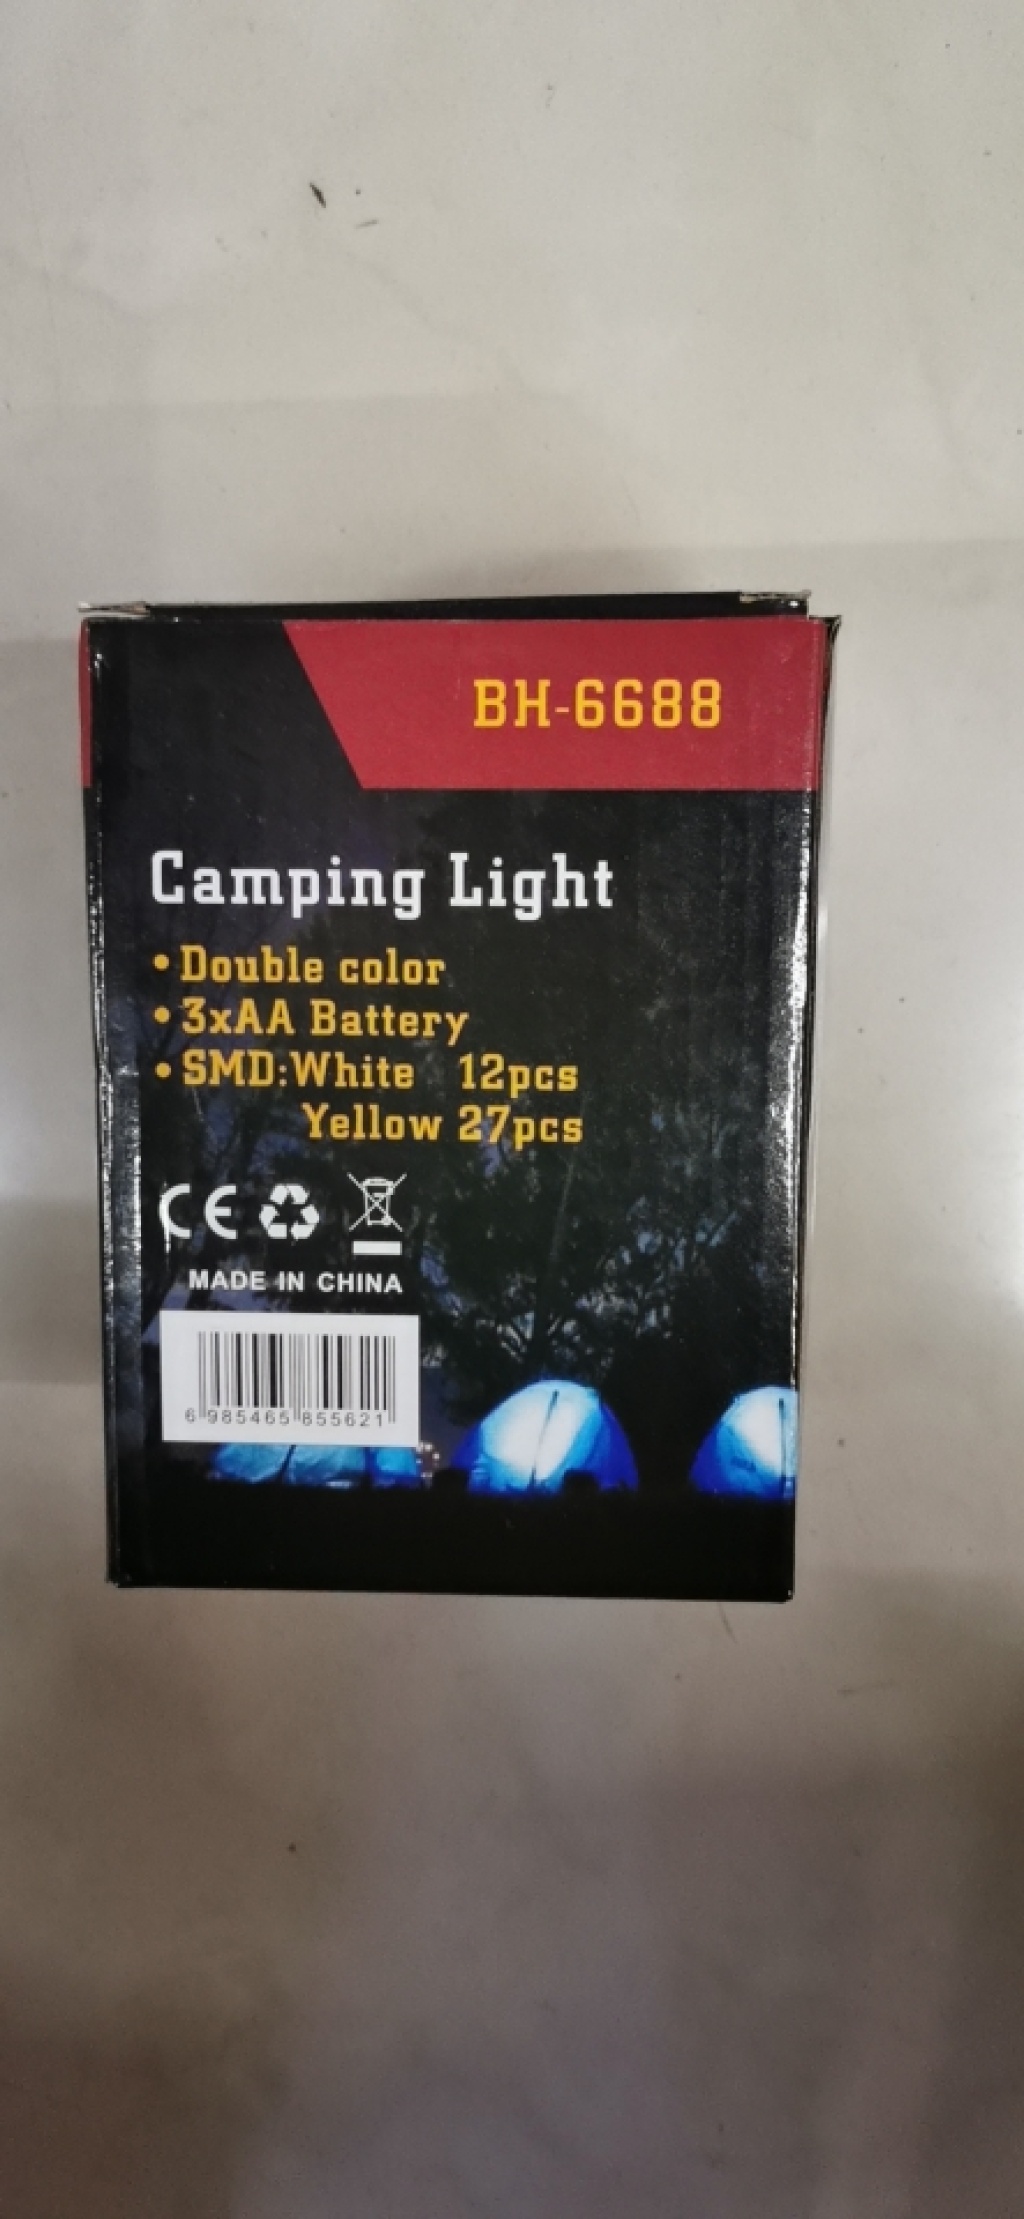 BH-6688
Camping Light
• Double color
• 3xAA Battery
• SMD:White 12pcs
Yellow 27pcs
CE
MADE IN CHINA
6 985465 855621